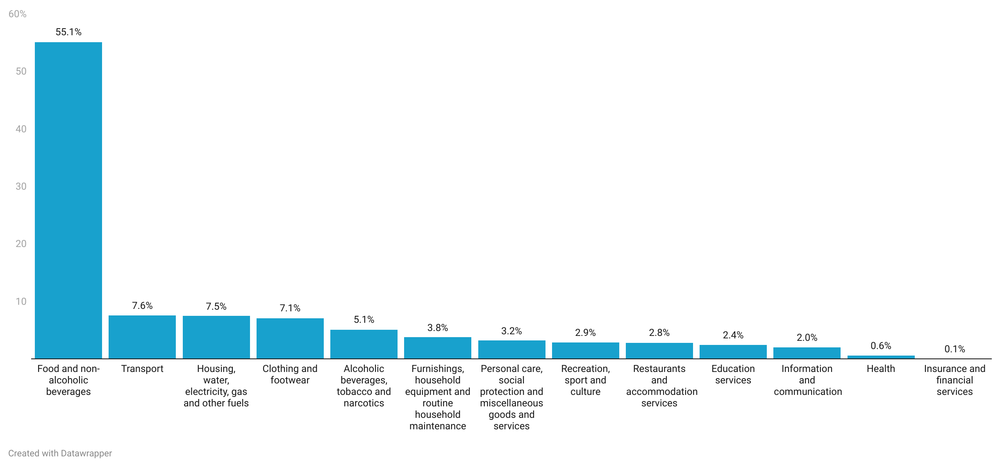 60%
50
40
30
20
10
55.1%
7.6%
7.5%
7.1%
5.1%
3.8%
3.2%
2.9%
2.8%
2.4%
2.0%
0.6%
0.1%
Food and non-
alcoholic
beverages
Transport
Housing,
water,
electricity, gas
and other fuels
Clothing and
footwear
Alcoholic
beverages,
tobacco and
narcotics
Furnishings,
household
equipment and
routine
household
maintenance
Personal care,
social
protection and
miscellaneous
goods and
services
Recreation,
sport and
culture
Restaurants
and
accommodation
services
Education
services
Information
and
communication
Health
Insurance and
financial
services
Created with Datawrapper